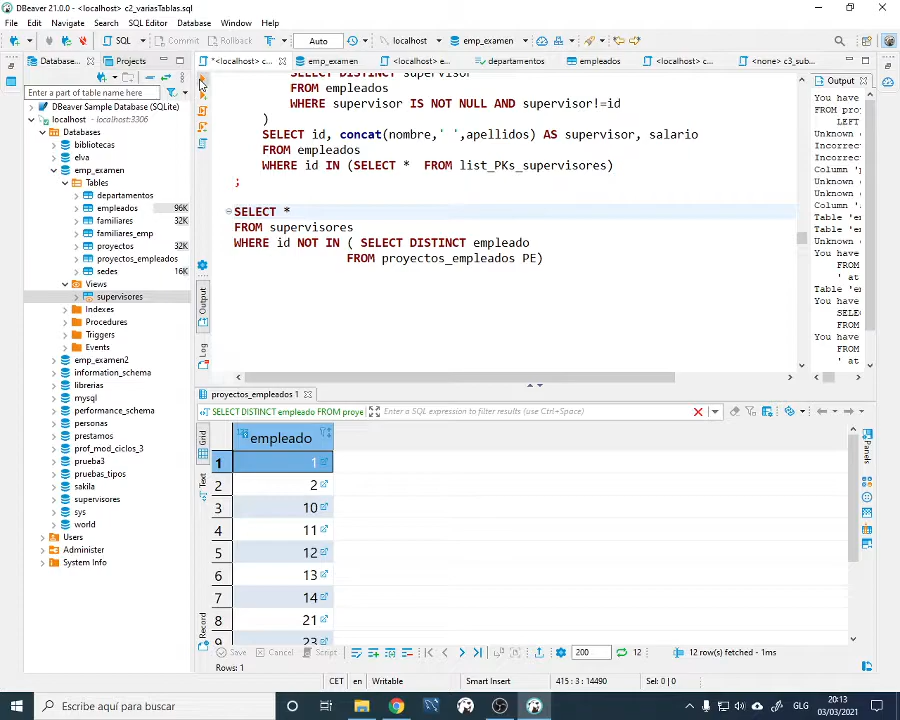 DBeaver 21.0.0 - <localhost> c2_variasTablas.sql
File Edit Navigate Search SQL Editor Database Window Help
SQL Commit Rollback Auto localhost emp_examen
Database... Projects
*<localhost> c... emp_examen <localhost> e... departamentos empleados <localhost> c... <none> c3_sub... Output
Enter a part of table name here
DBeaver Sample Database (SQLite)
localhost - localhost:3306
Databases
bibliotecas
elva
emp_examen
Tables
departamentos
empleados 96K
familiares 32K
familiares_emp
proyectos 32K
proyectos_empleados
sedes 16K
Views
supervisores
Indexes
Procedures
Triggers
Events
emp_examen2
information_schema
librerias
mysql
performance_schema
personas
prestamos
prof_mod_ciclos_3
prueba3
pruebas_tipos
sakila
supervisores
sys
world
Users
Administer
System Info
SELECT DISTINCT supervisor
FROM empleados
WHERE supervisor IS NOT NULL AND supervisor!=id
)
SELECT id, concat(nombre,' ',apellidos) AS supervisor, salario
FROM empleados
WHERE id IN (SELECT * FROM list_PKs_supervisores)
;
SELECT *
FROM supervisores
WHERE id NOT IN ( SELECT DISTINCT empleado
FROM proyectos_empleados PE)
Output
Log
You have
FROM pro
LEFT
Unknown
Incorrec
Incorrec
Column '
Unknown
Unknown
Column '
Table 'e
Table 'e
Unknown
You have
FROM
' at
Table 'e
You have
SELE
FROM
You have
FROM
' at
proyectos_empleados 1
SELECT DISTINCT empleado FROM proye Enter a SQL expression to filter results (use Ctrl+Space)
Grid
Text
Record
Panels
empleado
1 1
2 2
3 10
4 11
5 12
6 13
7 14
8 21
9 23
Save Cancel Script 200 12 12 row(s) fetched - 1ms
Rows: 1
CET en Writable Smart Insert 415 : 3 : 14490 Sel: 0 | 0
Escribe aquí para buscar
GLG
20:13
03/03/2021